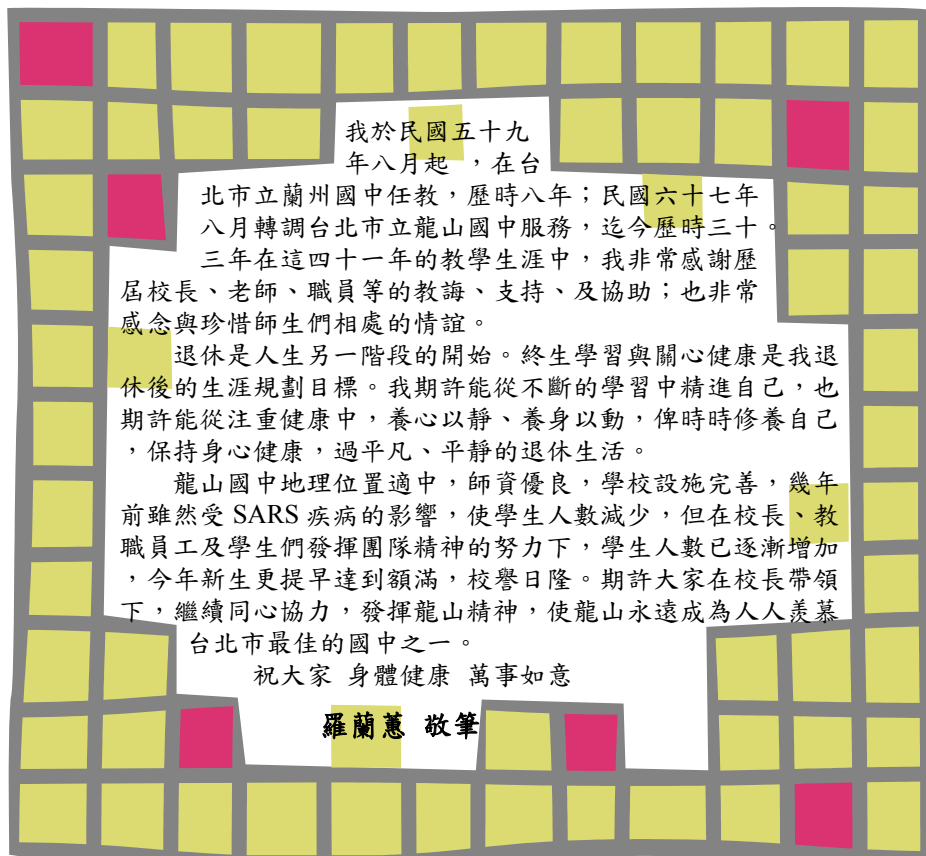 我於民國五十九
年八月起 ，在台
北市立蘭州國中任教，歷時八年；民國六十七年
八月轉調台北市立龍山國中服務，迄今歷時三十。
三年在這四十一年的教學生涯中，我非常感謝歷
屆校長、老師、職員等的教誨、支持、及協助；也非常
感念與珍惜師生們相處的情誼。
退休是人生另一階段的開始。終生學習與關心健康是我退
休後的生涯規劃目標。我期許能從不斷的學習中精進自己，也
期許能從注重健康中，養心以靜、養身以動，俾時時修養自己
，保持身心健康，過平凡、平靜的退休生活。
龍山國中地理位置適中，師資優良，學校設施完善，幾年
前雖然受 SARS 疾病的影響，使學生人數減少，但在校長、教
職員工及學生們發揮團隊精神的努力下，學生人數已逐漸增加
，今年新生更提早達到額滿，校譽日隆。期許大家在校長帶領
下，繼續同心協力，發揮龍山精神，使龍山永遠成為人人羨慕
台北市最佳的國中之一。
祝大家 身體健康 萬事如意
羅蘭蕙 敬筆